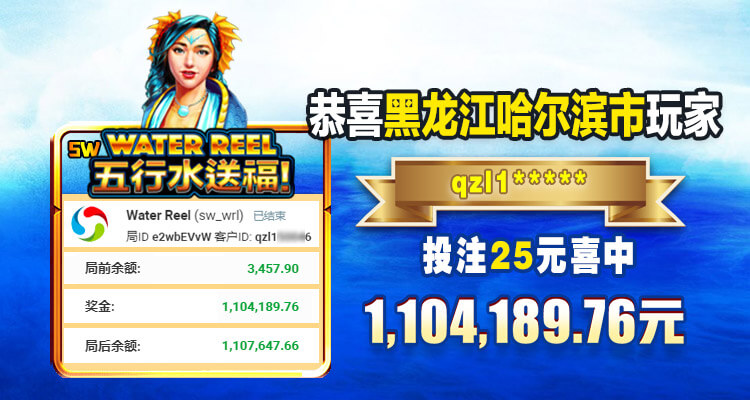 恭喜黑龙江哈尔滨市玩家
qzl1*****
投注25元喜中
1,104,189.76元
SW WATER REEL
五行水送福!
Water Reel (sw_wrl) 已结束
局ID e2wbEVvW 客户ID: qzl1 6
局前余额: 3,457.90
奖金: 1,104,189.76
局后余额: 1,107,647.66